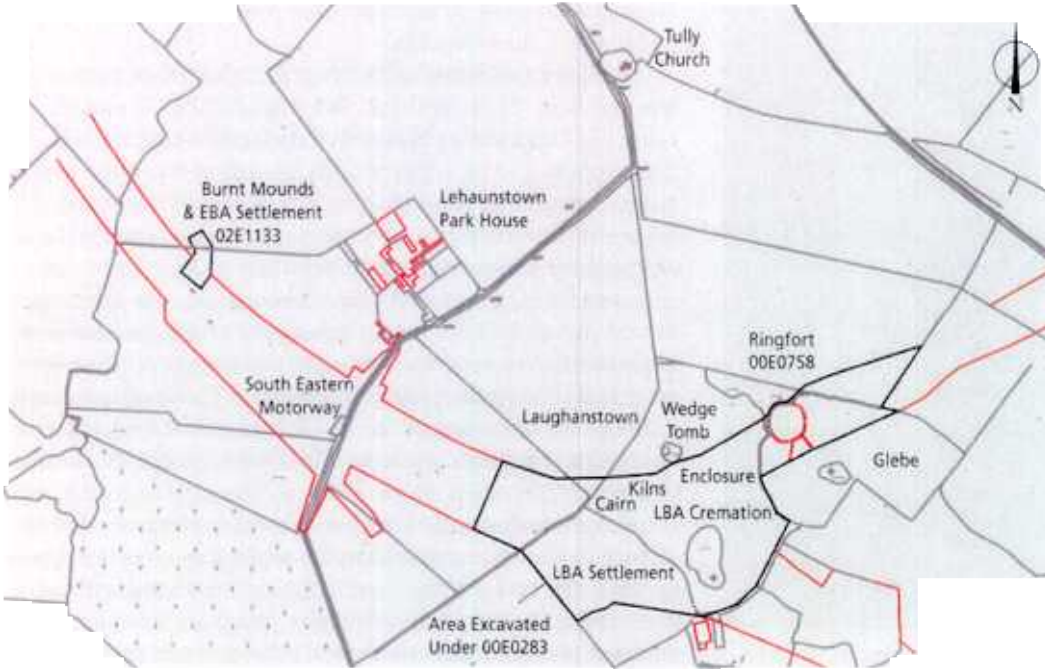 Tully
Church
N
Burnt Mounds
& EBA Settlement
02E1133
Lehaunstown
Park House
Ringfort
00E0758
South Eastern
Motorway
Laughanstown
Wedge
Tomb
Glebe
Enclosure
Kilns
Cairn
LBA Cremation
LBA Settlement
Area Excavated
Under 00E0283